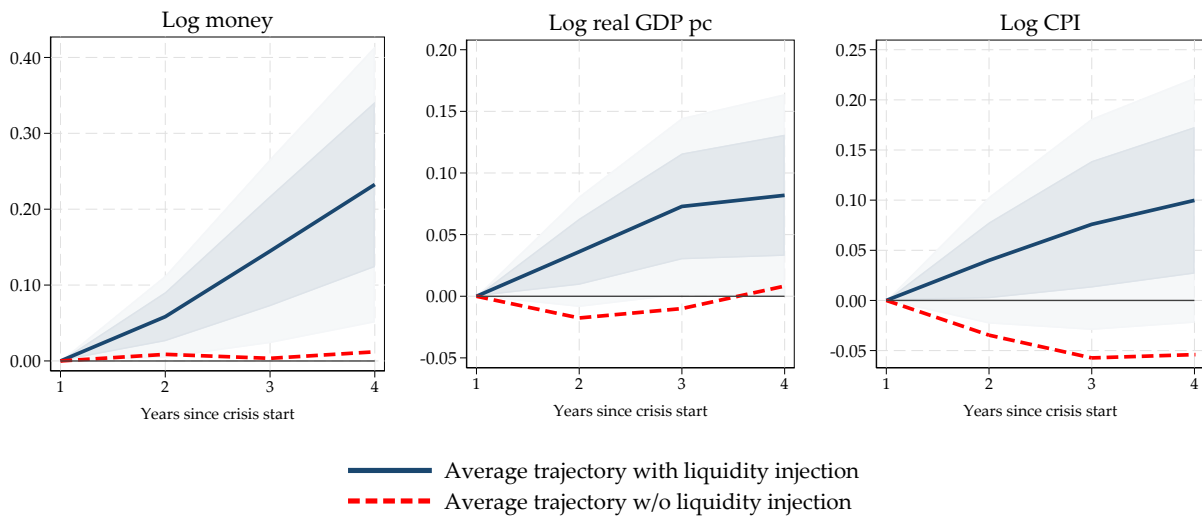 Log money
0.40
0.30
0.20
0.10
0.00
1 2 3 4
Years since crisis start
Log real GDP pc
0.20
0.15
0.10
0.05
0.00
-0.05
1 2 3 4
Years since crisis start
Log CPI
0.25
0.20
0.15
0.10
0.05
0.00
-0.05
1 2 3 4
Years since crisis start
Average trajectory with liquidity injection
Average trajectory w/o liquidity injection